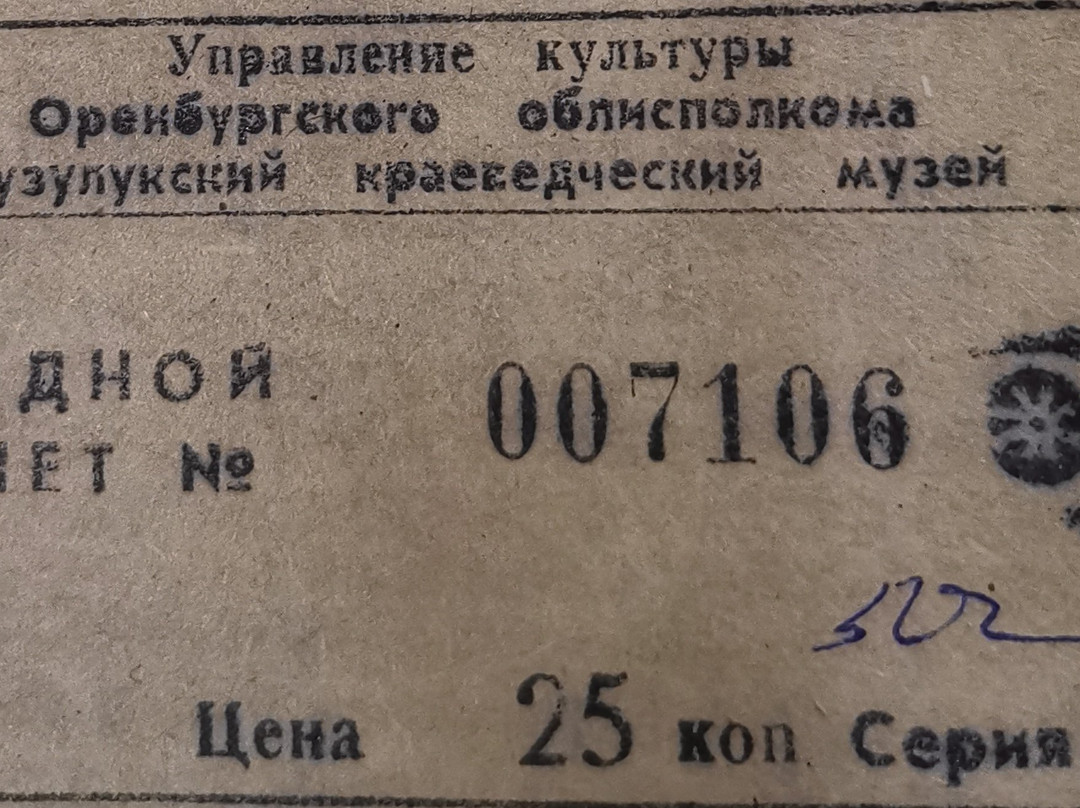 Управление культуры
Оренбургского облисполкома
узулукский краеведческий музей
ДНОЙ 007106
ЛЕТ №
Цена 25 коп Серия